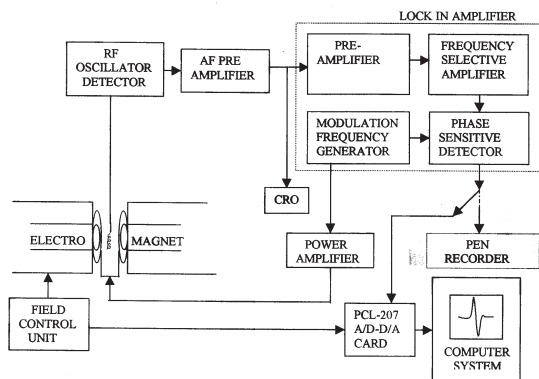 LOCK IN AMPLIFIER
RF
OSCILLATOR
DETECTOR
AF PRE
AMPLIFIER
PRE-
AMPLIFIER
FREQUENCY
SELECTIVE
AMPLIFIER
MODULATION
FREQUENCY
GENERATOR
PHASE
SENSITIVE
DETECTOR
CRO
ELECTRO
MAGNET
POWER
AMPLIFIER
PEN
RECORDER
FIELD
CONTROL
UNIT
PCL-207
A/D-D/A
CARD
COMPUTER
SYSTEM